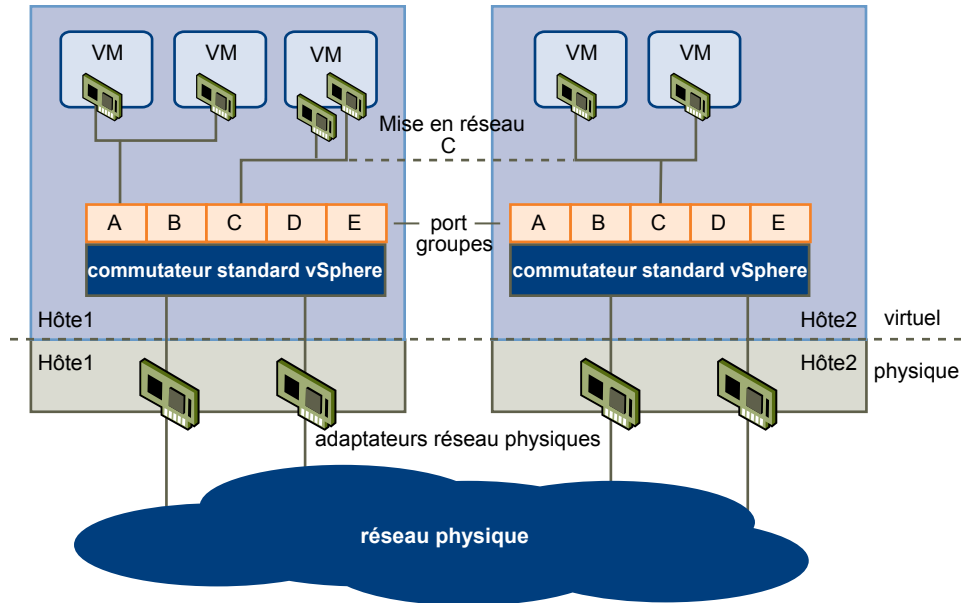 VM
VM
VM
VM
VM
Mise en réseau
C
A B C D E
port
groupes
A B C D E
commutateur standard vSphere
commutateur standard vSphere
Hôte1
Hôte2
virtuel
Hôte1
Hôte2
physique
adaptateurs réseau physiques
réseau physique